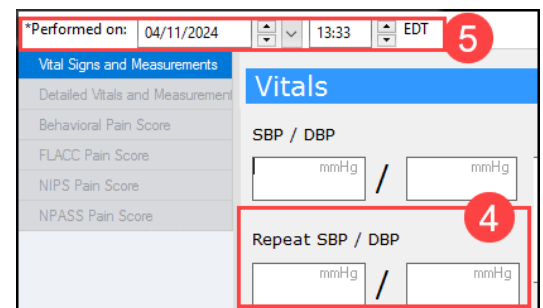 *Performed on: 04/11/2024 13:33 EDT 5
Vital Signs and Measurements
Detailed Vitals and Measurement
Behavioral Pain Score
FLACC Pain Score
NIPS Pain Score
NPASS Pain Score
Vitals
SBP / DBP
mmHg / mmHg
4
Repeat SBP / DBP
mmHg / mmHg